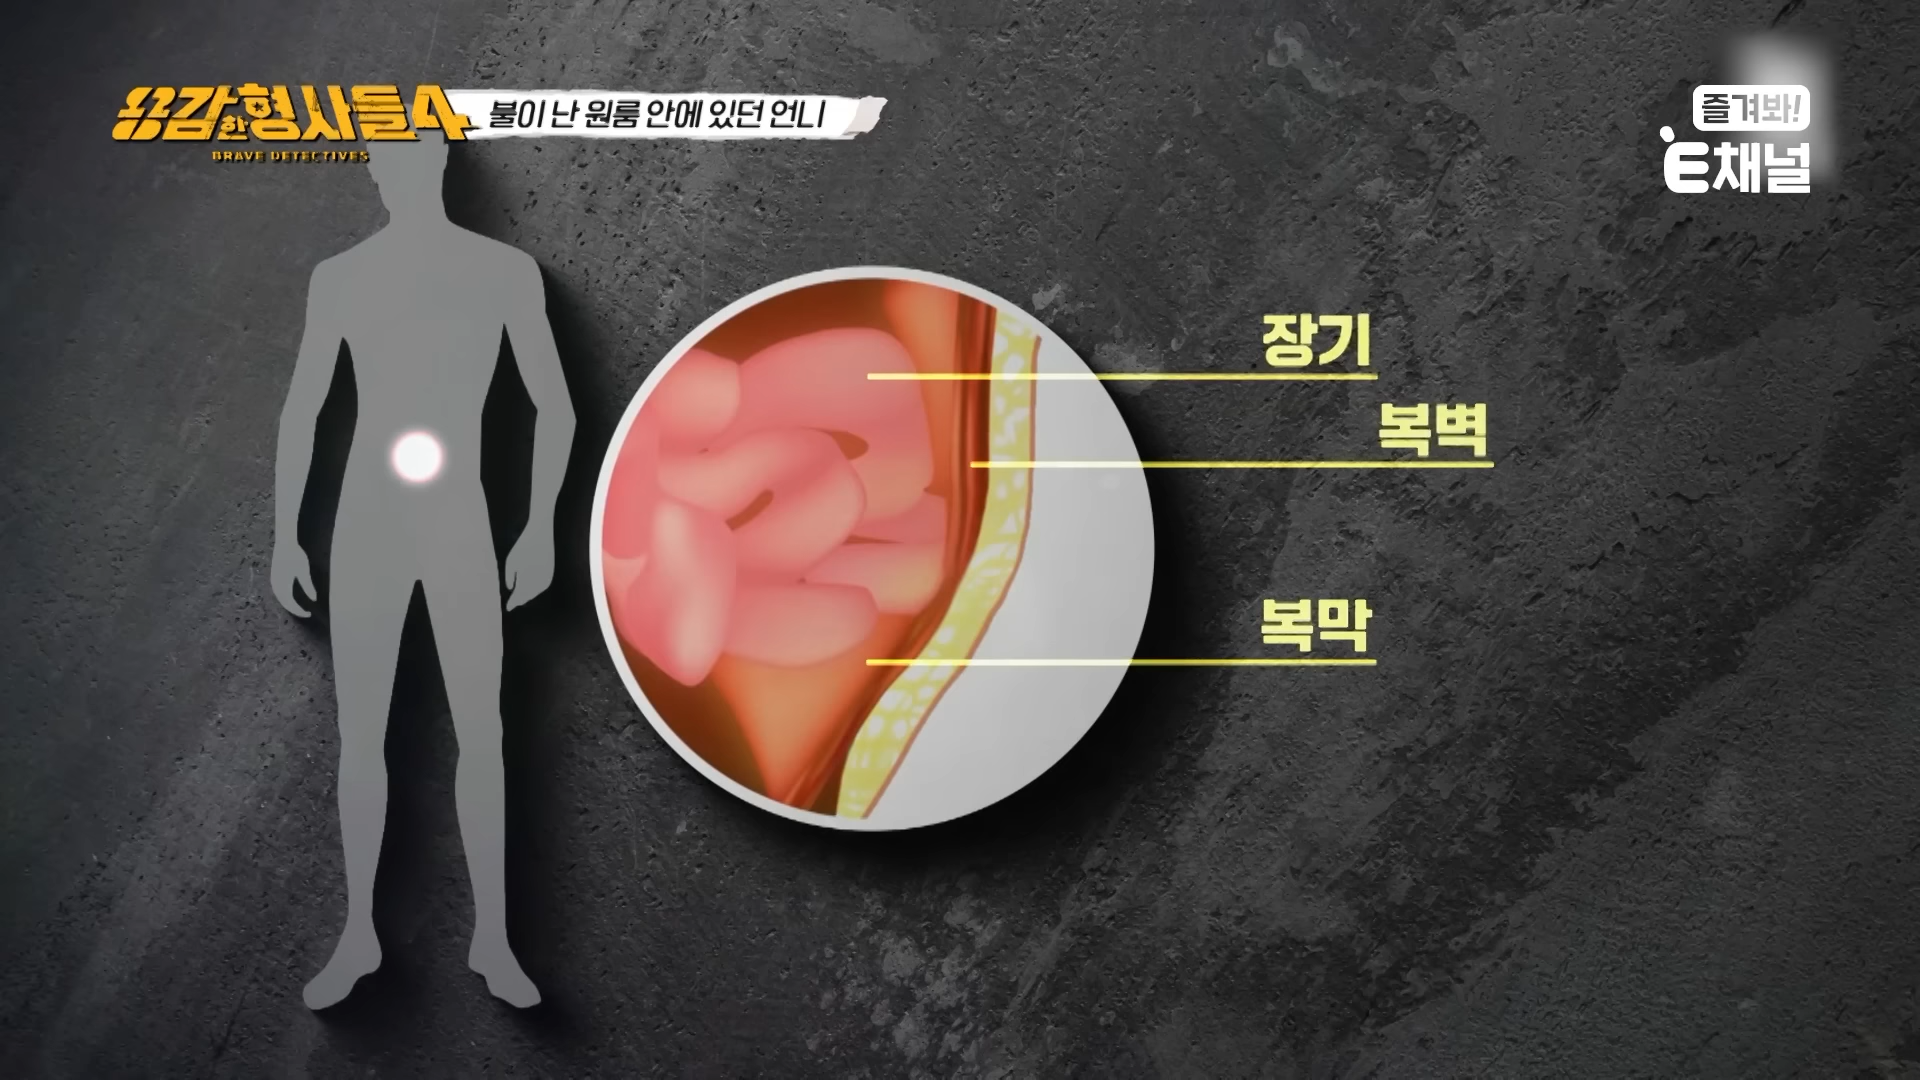 용감한형사들4
BRAVE DETECTIVES
불이 난 원룸 안에 있던 언니
즐겨봐!
E채널
장기
복벽
복막